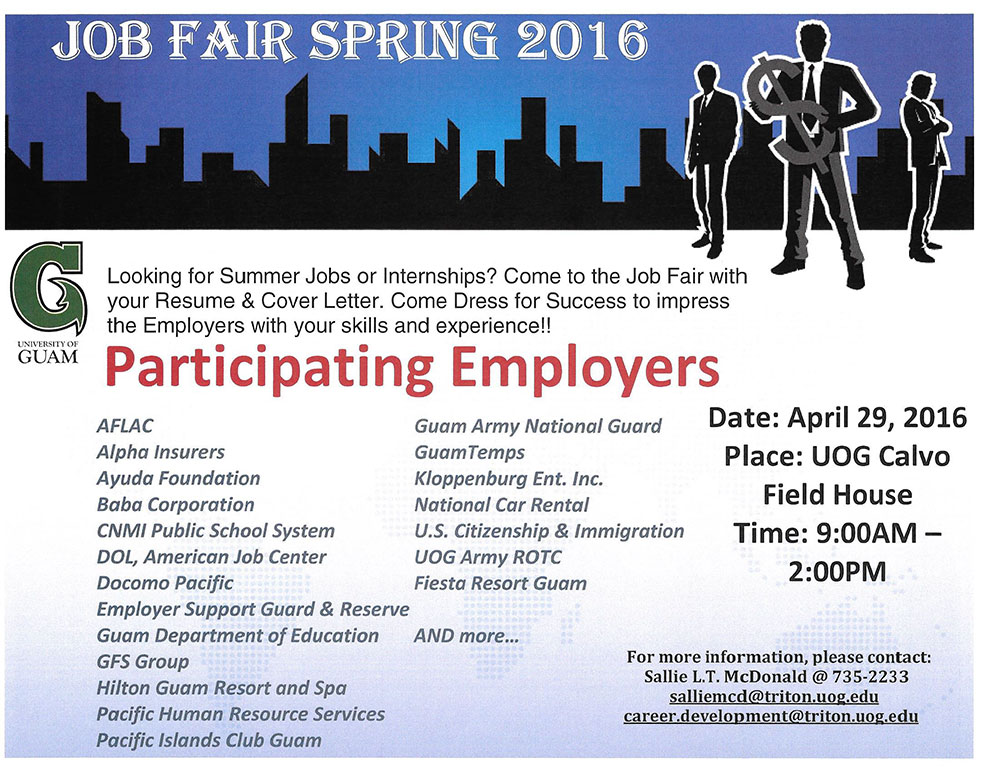 JOB FAIR SPRING 2016
G
UNIVERSITY OF
GUAM
Looking for Summer Jobs or Internships? Come to the Job Fair with
your Resume & Cover Letter. Come Dress for Success to impress
the Employers with your skills and experience!!
Participating Employers
AFLAC
Alpha Insurers
Ayuda Foundation
Baba Corporation
CNMI Public School System
DOL, American Job Center
Docomo Pacific
Employer Support Guard & Reserve
Guam Department of Education
GFS Group
Hilton Guam Resort and Spa
Pacific Human Resource Services
Pacific Islands Club Guam
Guam Army National Guard
GuamTemps
Kloppenburg Ent. Inc.
National Car Rental
U.S. Citizenship & Immigration
UOG Army ROTC
Fiesta Resort Guam
AND more...
Date: April 29, 2016
Place: UOG Calvo
Field House
Time: 9:00AM –
2:00PM
For more information, please contact:
Sallie L.T. McDonald @ 735-2233
salliemcd@triton.uog.edu
career.development@triton.uog.edu